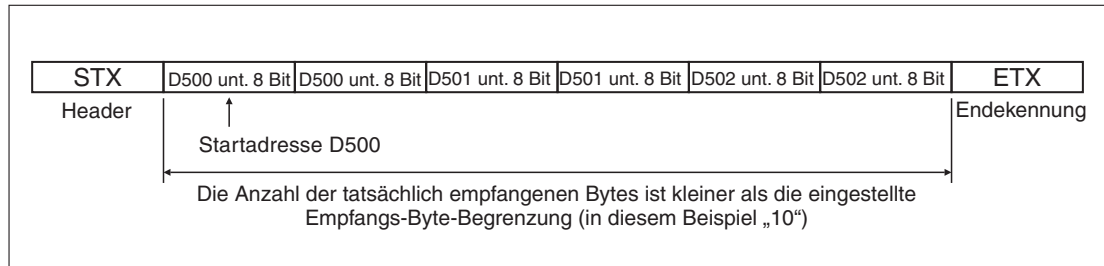 STX D500 unt. 8 Bit D500 unt. 8 Bit D501 unt. 8 Bit D501 unt. 8 Bit D502 unt. 8 Bit D502 unt. 8 Bit ETX
Header Endekennung
Startadresse D500
Die Anzahl der tatsächlich empfangenen Bytes ist kleiner als die eingestellte
Empfangs-Byte-Begrenzung (in diesem Beispiel „10“)